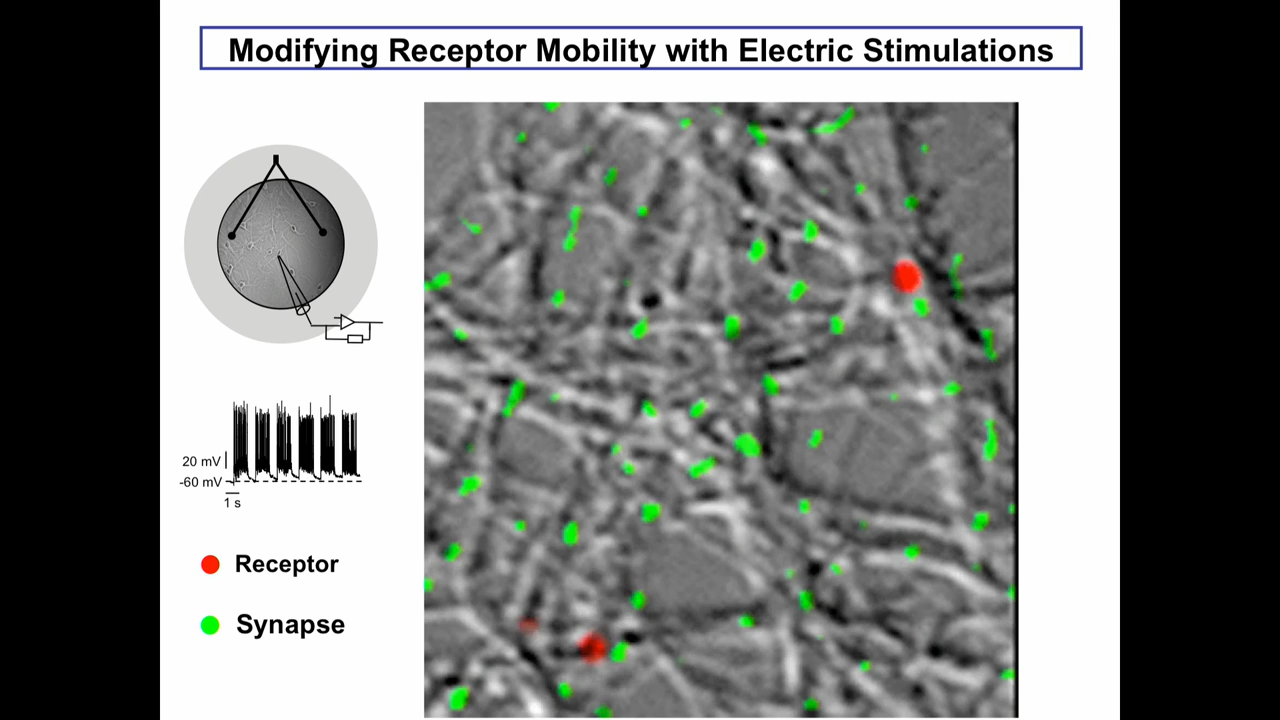 Modifying Receptor Mobility with Electric Stimulations
20 mV
-60 mV
1 s
Receptor
Synapse